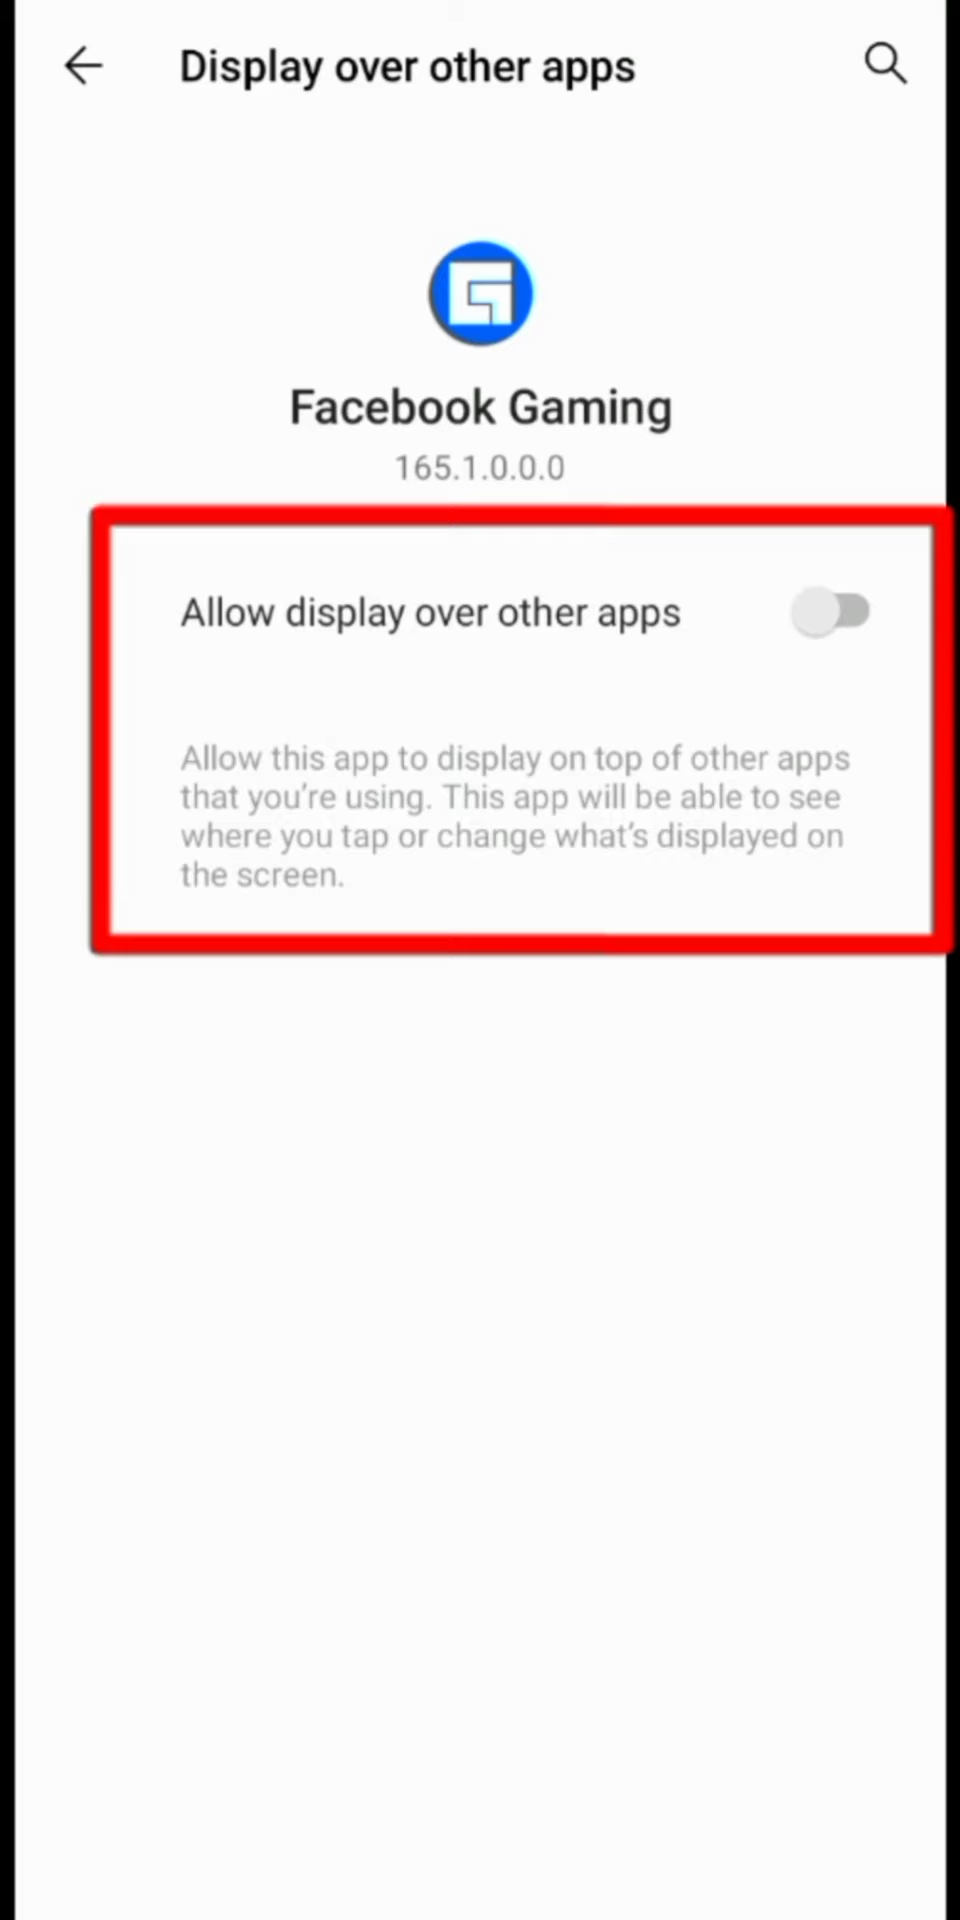 Display over other apps
Facebook Gaming
165.1.0.0.0
Allow display over other apps
Allow this app to display on top of other apps
that you’re using. This app will be able to see
where you tap or change what’s displayed on
the screen.